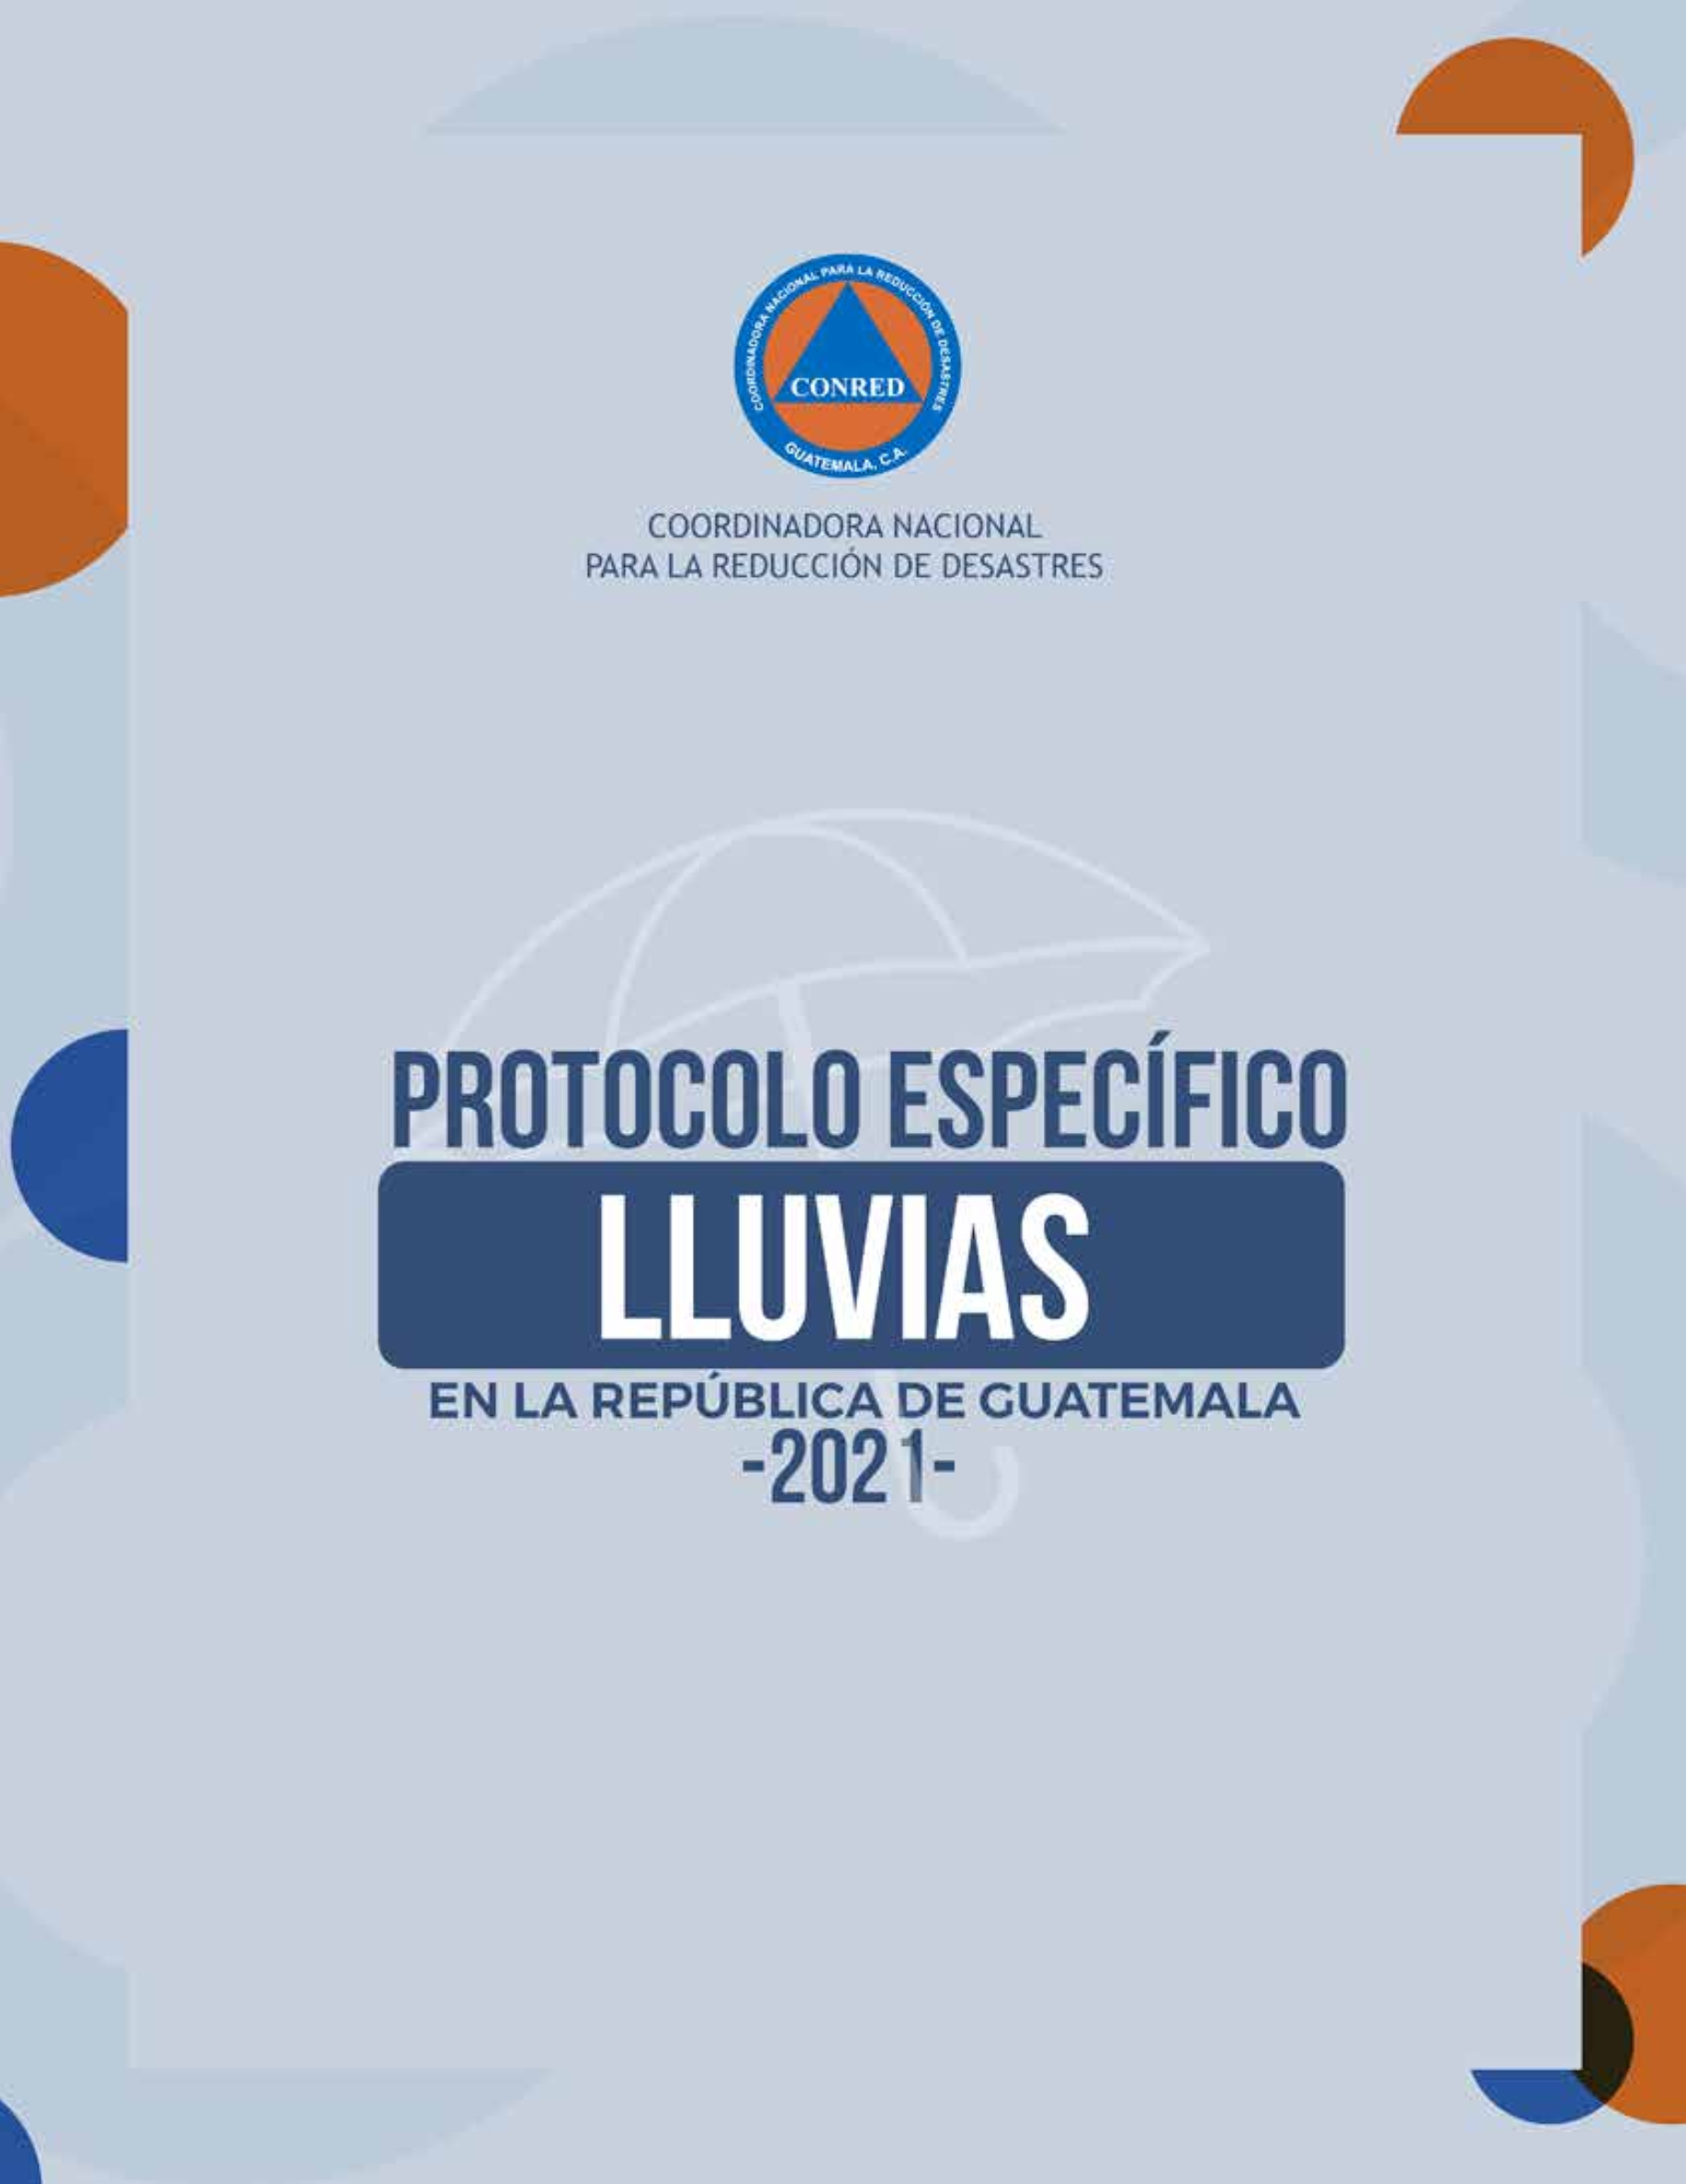 COORDINADORA NACIONAL PARA LA REDUCCIÓN DE DESASTRES
CONRED
GUATEMALA, C.A.
COORDINADORA NACIONAL
PARA LA REDUCCIÓN DE DESASTRES
PROTOCOLO ESPECÍFICO
LLUVIAS
EN LA REPÚBLICA DE GUATEMALA
-2021-